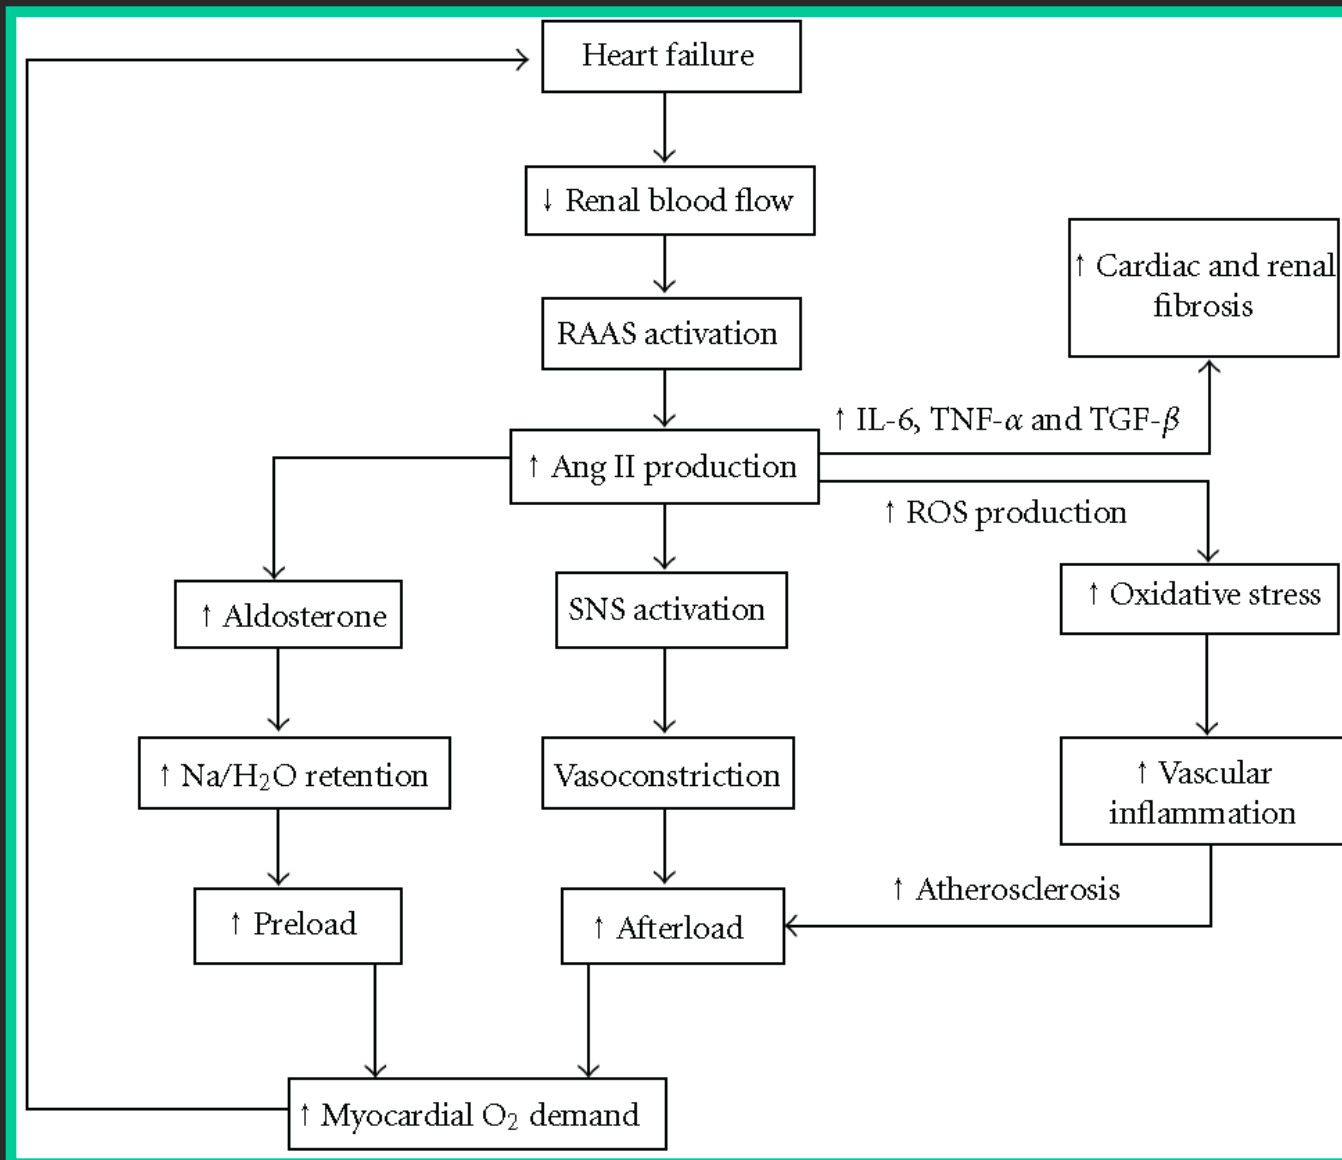 Heart failure
↓ Renal blood flow
↑ Cardiac and renal
fibrosis
RAAS activation
↑ IL-6, TNF-α and TGF-β
↑ Ang II production
↑ ROS production
↑ Aldosterone
SNS activation
↑ Oxidative stress
↑ Na/H₂O retention
Vasoconstriction
↑ Vascular
inflammation
↑ Atherosclerosis
↑ Preload
↑ Afterload
↑ Myocardial O₂ demand